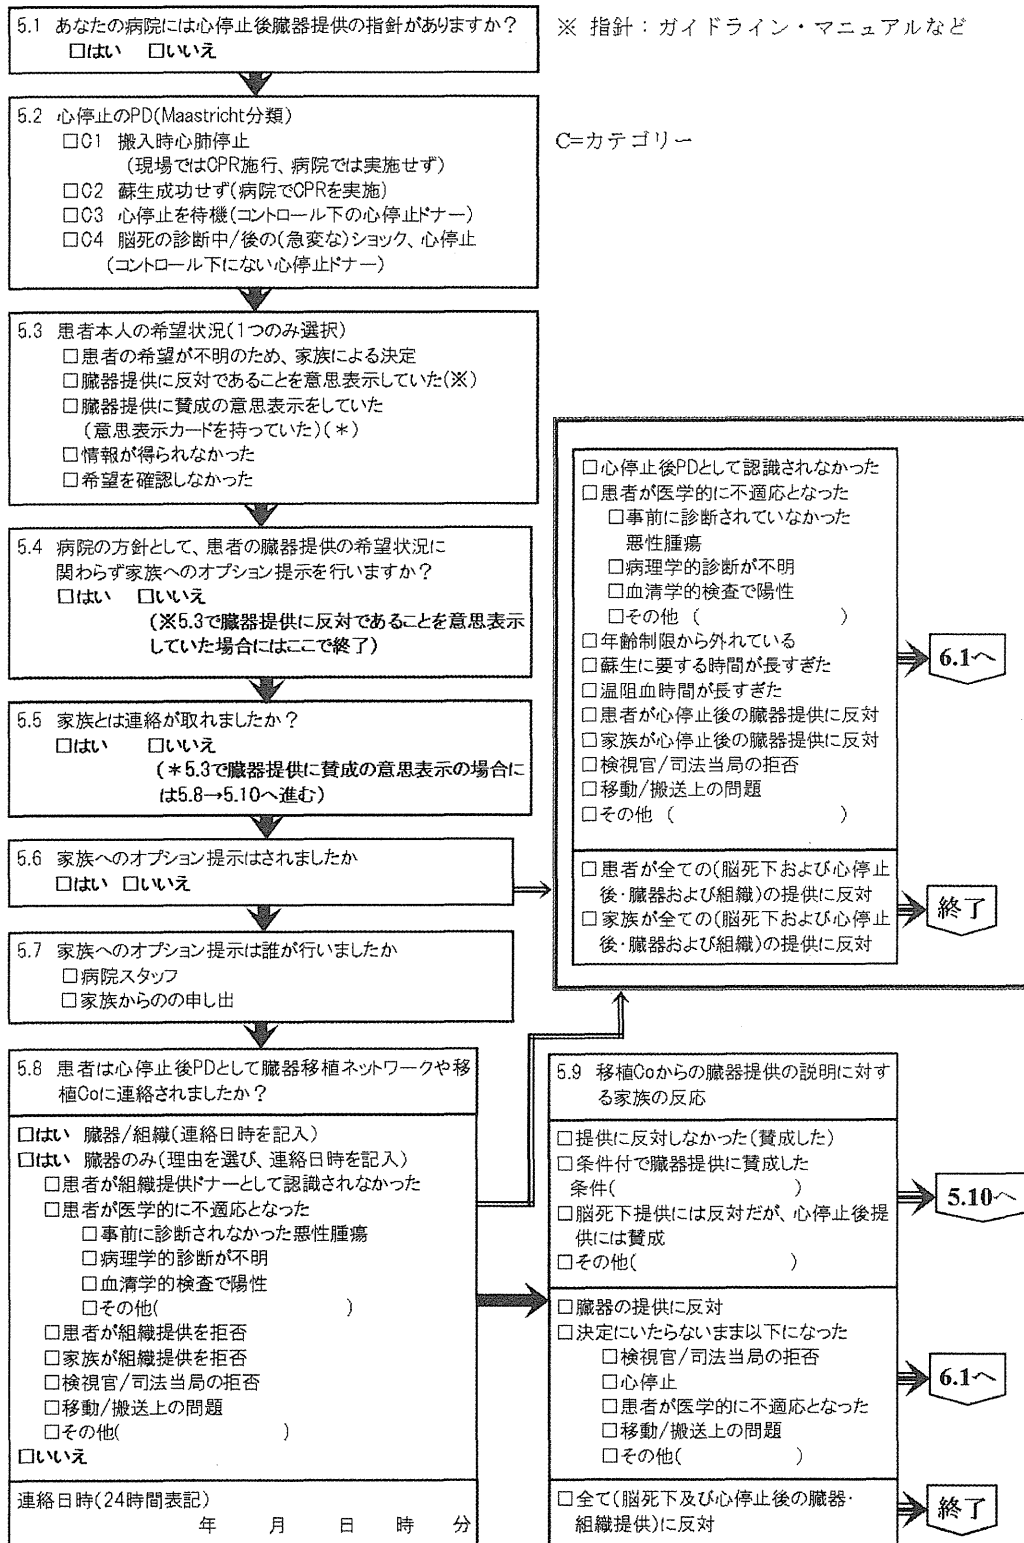 5.1 あなたの病院には心停止後臓器提供の指針がありますか？
□はい □いいえ
※ 指針：ガイドライン・マニュアルなど
5.2 心停止のPD(Maastricht分類)
□C1 搬入時心肺停止
(現場ではCPR施行、病院では実施せず)
□C2 蘇生成功せず(病院でCPRを実施)
□C3 心停止を待機(コントロール下の心停止ドナー)
□C4 脳死の診断中/後の(急変な)ショック、心停止
(コントロール下にない心停止ドナー)
C=カテゴリー
5.3 患者本人の希望状況(1つのみ選択)
□患者の希望が不明のため、家族による決定
□臓器提供に反対であることを意思表示していた(※)
□臓器提供に賛成の意思表示をしていた
(意思表示カードを持っていた)(＊)
□情報が得られなかった
□希望を確認しなかった
5.4 病院の方針として、患者の臓器提供の希望状況に
関わらず家族へのオプション提示を行いますか？
□はい □いいえ
(※5.3で臓器提供に反対であることを意思表示
していた場合にはここで終了)
5.5 家族とは連絡が取れましたか？
□はい □いいえ
(＊5.3で臓器提供に賛成の意思表示の場合に
は5.8→5.10へ進む)
5.6 家族へのオプション提示はされましたか
□はい □いいえ
5.7 家族へのオプション提示は誰が行いましたか
□病院スタッフ
□家族からのの申し出
□心停止後PDとして認識されなかった
□患者が医学的に不適応となった
□事前に診断されていなかった
悪性腫瘍
□病理学的診断が不明
□血清学的検査で陽性
□その他 ( )
□年齢制限から外れている
□蘇生に要する時間が長すぎた
□温阻血時間が長すぎた
□患者が心停止後の臓器提供に反対
□家族が心停止後の臓器提供に反対
□検視官/司法当局の拒否
□移動/搬送上の問題
□その他 ( )
6.1へ
□患者が全ての(脳死下および心停止
後・臓器および組織)の提供に反対
□家族が全ての(脳死下および心停止
後・臓器および組織)の提供に反対
終了
5.8 患者は心停止後PDとして臓器移植ネットワークや移
植Coに連絡されましたか？
□はい 臓器/組織(連絡日時を記入)
□はい 臓器のみ(理由を選び、連絡日時を記入)
□患者が組織提供ドナーとして認識されなかった
□患者が医学的に不適応となった
□事前に診断されなかった悪性腫瘍
□病理学的診断が不明
□血清学的検査で陽性
□その他( )
□患者が組織提供を拒否
□家族が組織提供を拒否
□検視官/司法当局の拒否
□移動/搬送上の問題
□その他( )
□いいえ
連絡日時(24時間表記)
年 月 日 時 分
5.9 移植Coからの臓器提供の説明に対す
る家族の反応
□提供に反対しなかった(賛成した)
□条件付で臓器提供に賛成した
条件( )
□脳死下提供には反対だが、心停止後提
供には賛成
□その他( )
5.10へ
□臓器の提供に反対
□決定にいたらないまま以下になった
□検視官/司法当局の拒否
□心停止
□患者が医学的に不適応となった
□移動/搬送上の問題
□その他( )
6.1へ
□全て(脳死下及び心停止後の臓器・
組織提供)に反対
終了